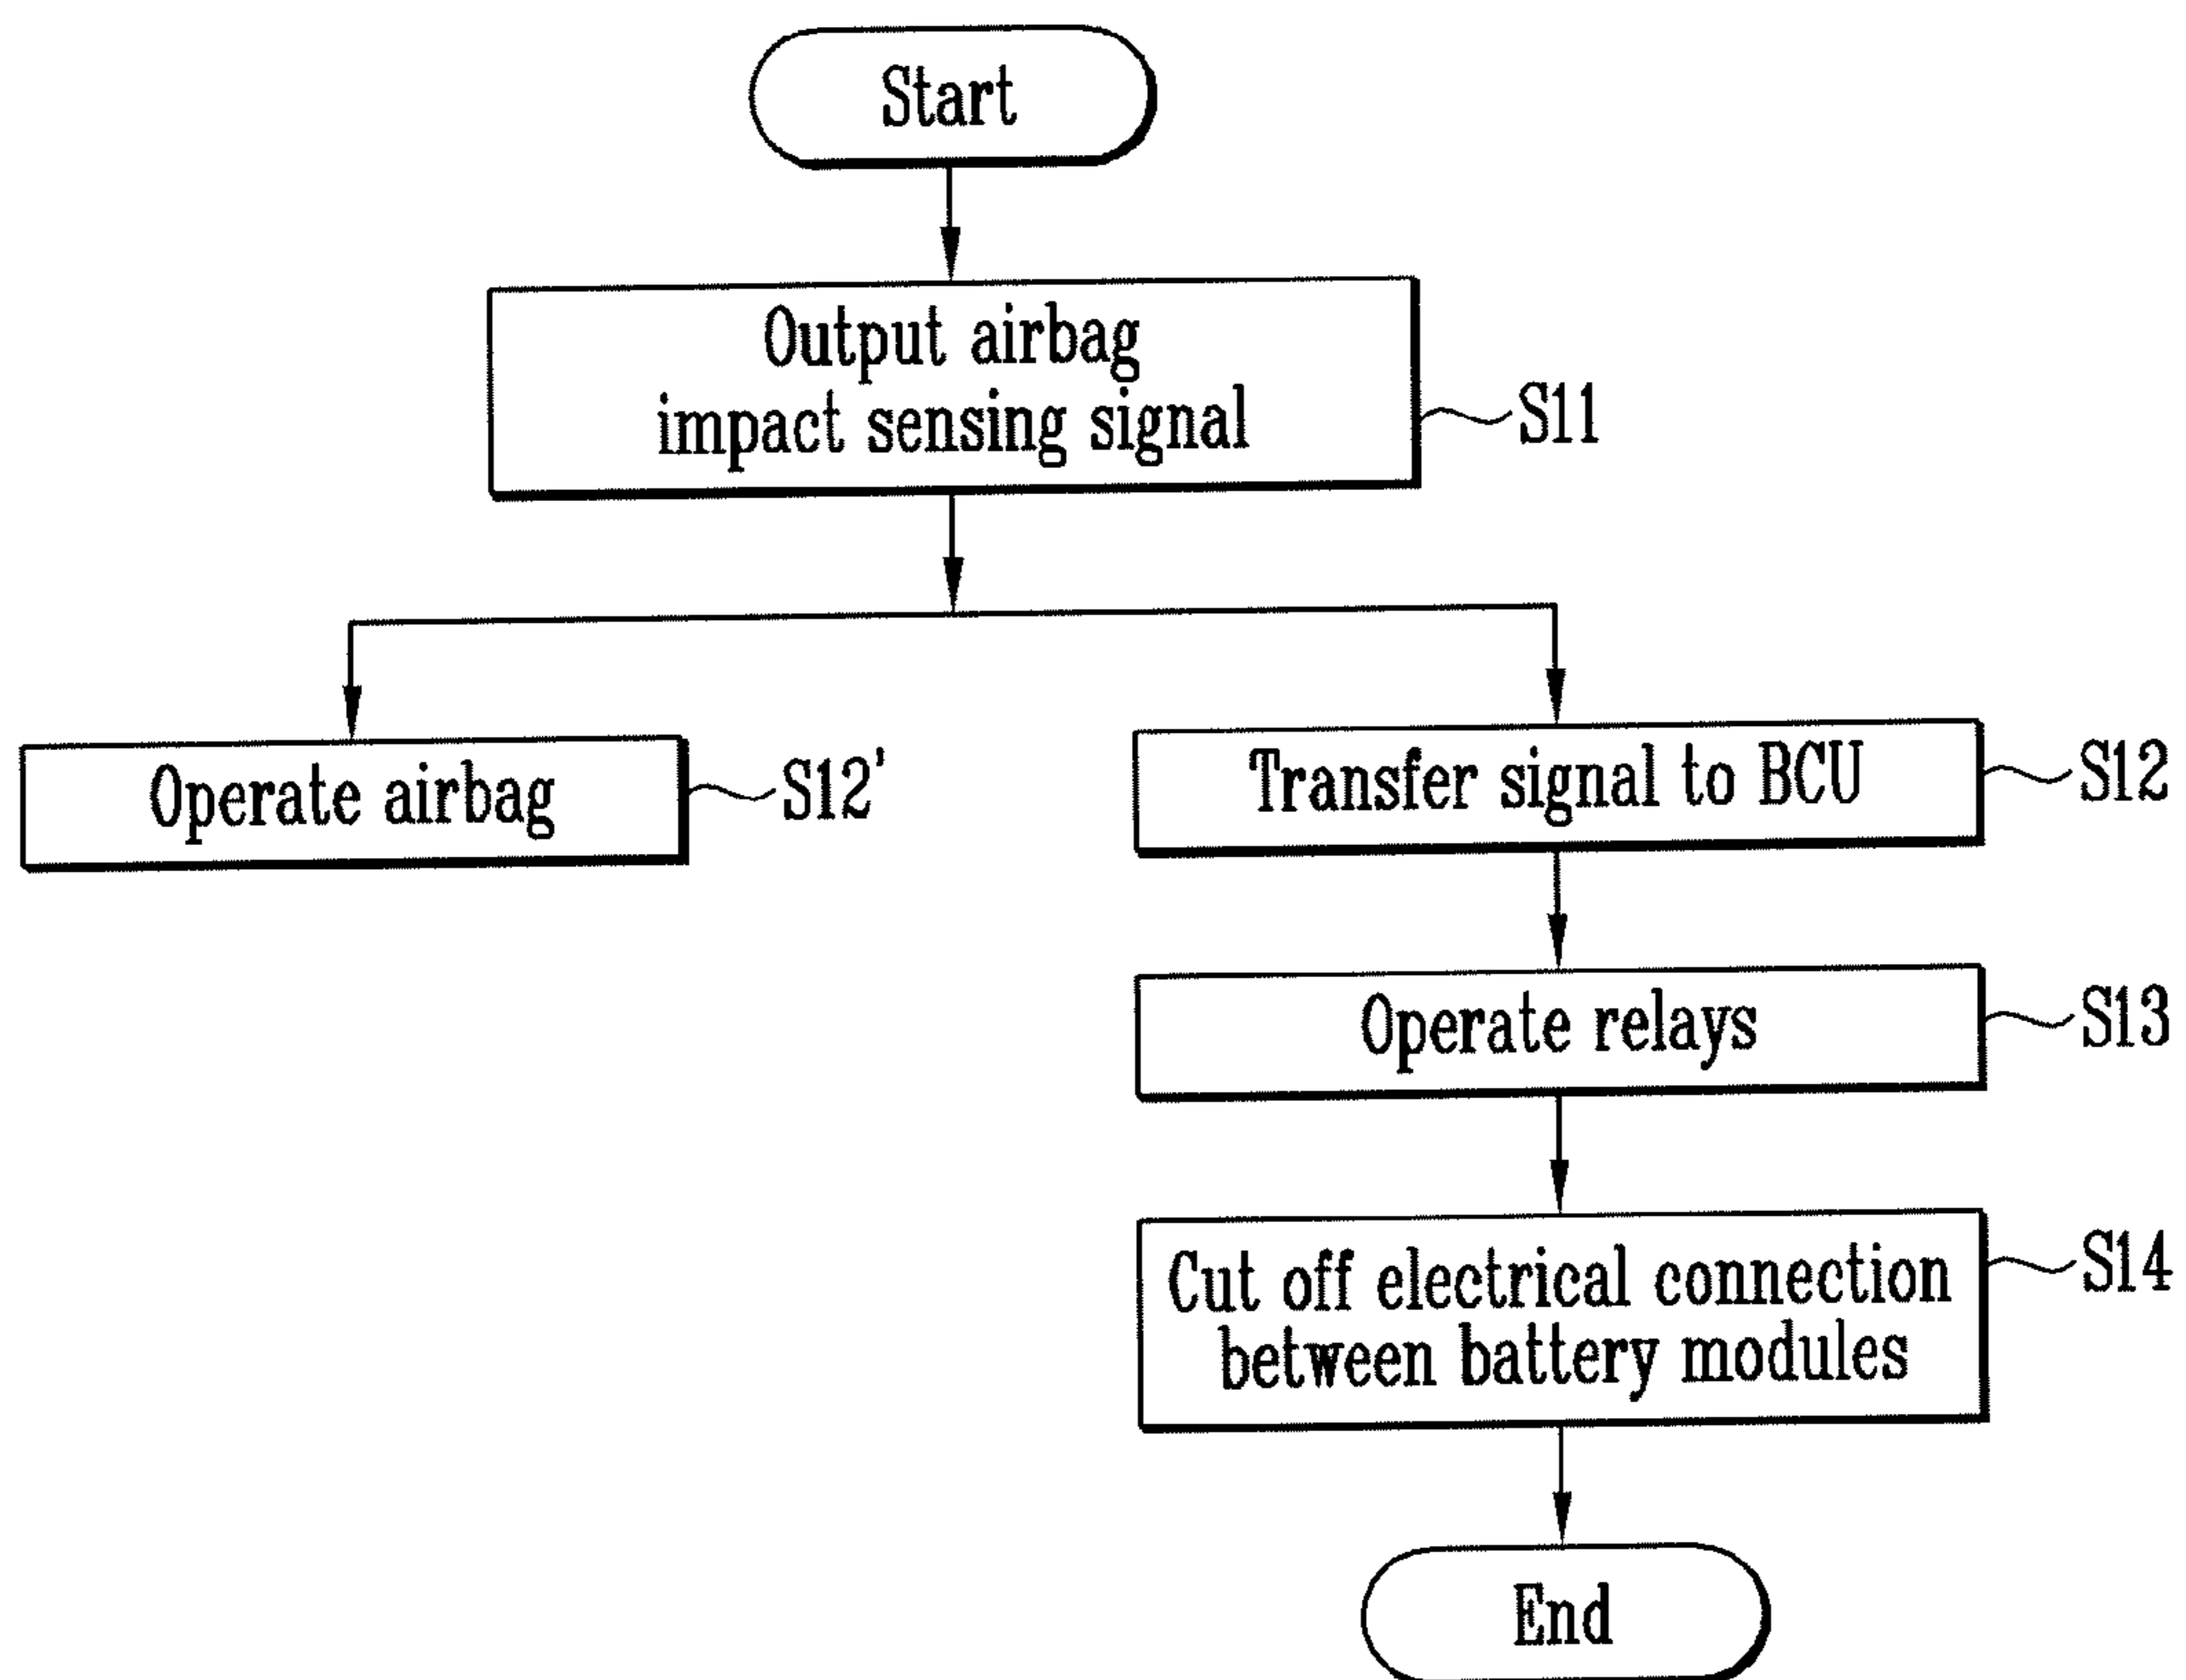 Start
Output airbag
impact sensing signal
S11
Operate airbag
S12'
Transfer signal to BCU
S12
Operate relays
S13
Cut off electrical connection
between battery modules
S14
End